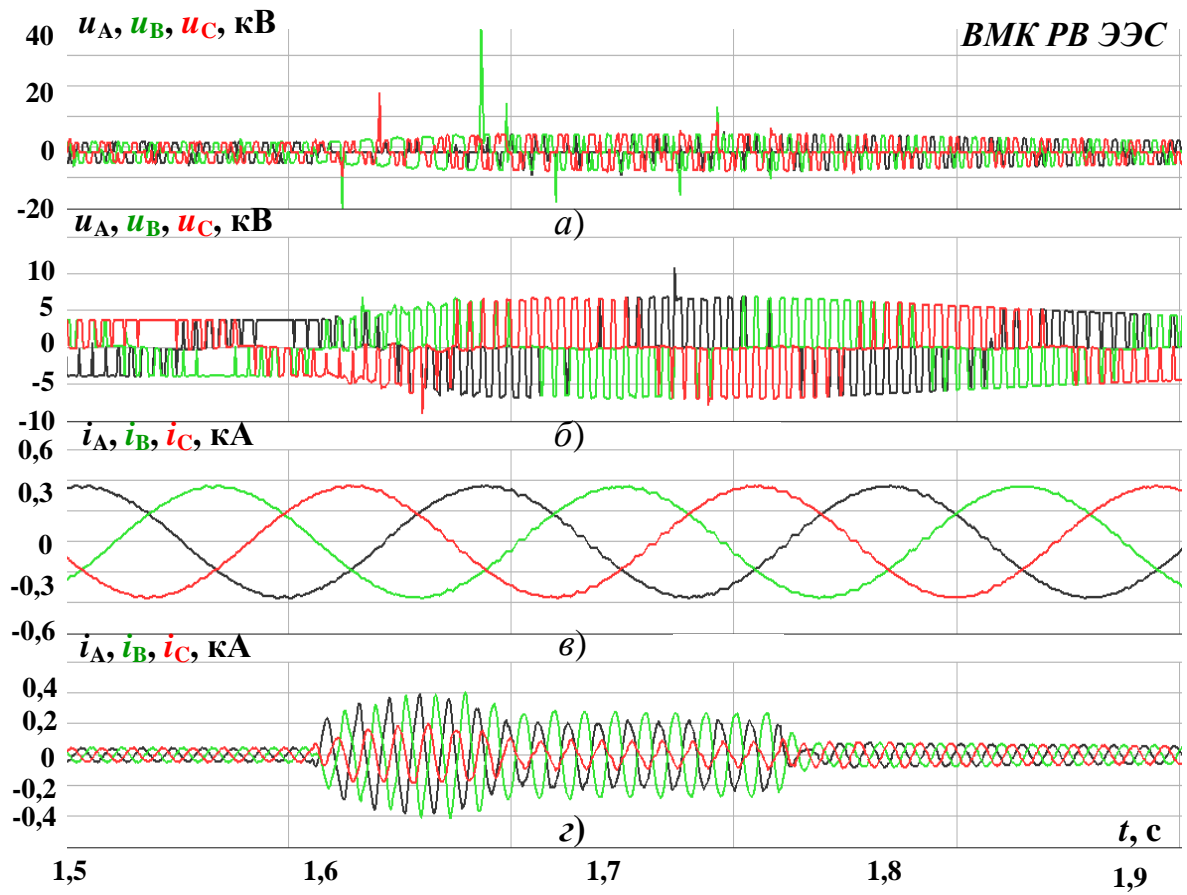 u_A, u_B, u_C, кВ
ВМК РВ ЭЭС
40
20
0
-20
u_A, u_B, u_C, кВ
а)
10
5
0
-5
-10
i_A, i_B, i_C, кА
б)
0,6
0,3
0
-0,3
-0,6
i_A, i_B, i_C, кА
в)
0,4
0,2
0
-0,2
-0,4
г)
t, с
1,5 1,6 1,7 1,8 1,9